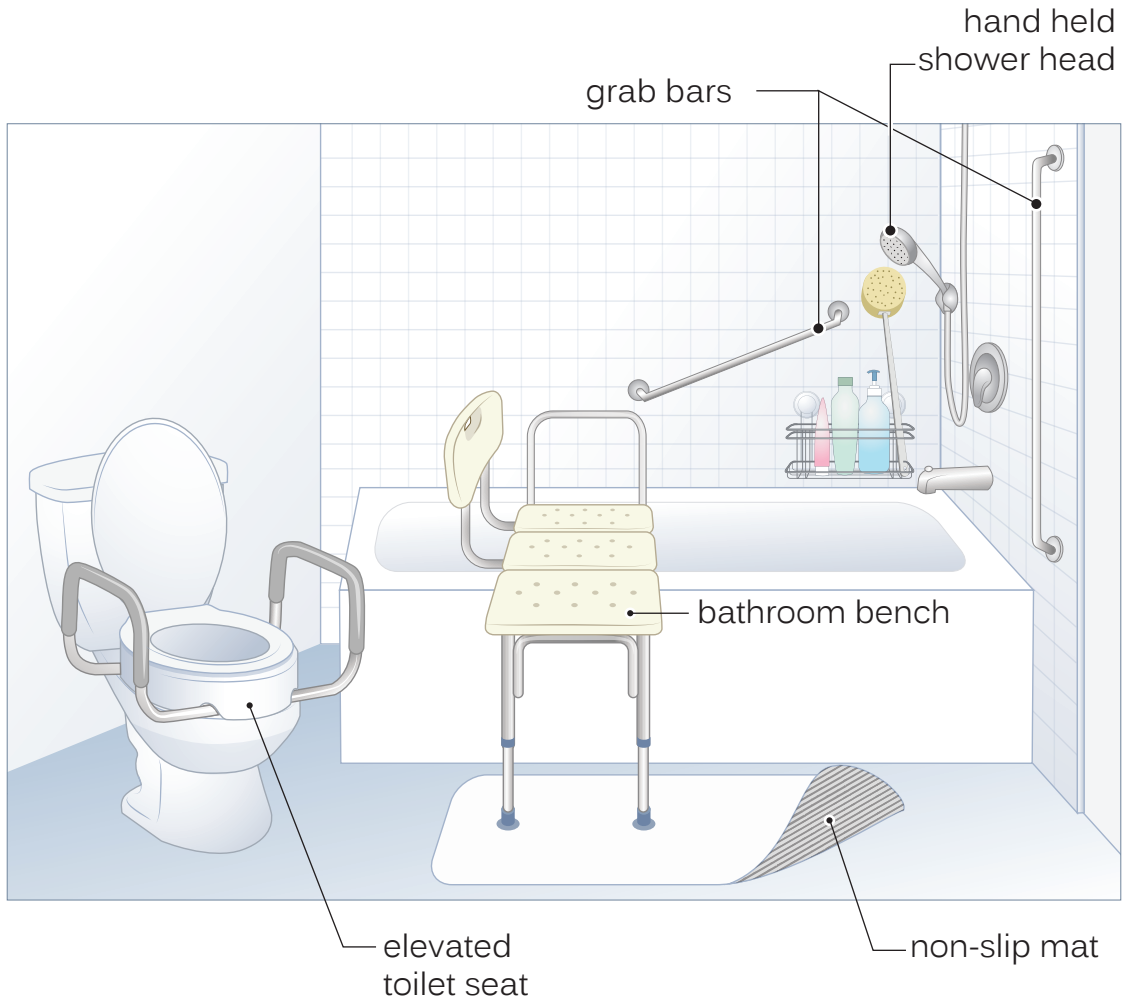 hand held
shower head
grab bars
bathroom bench
elevated
toilet seat
non-slip mat